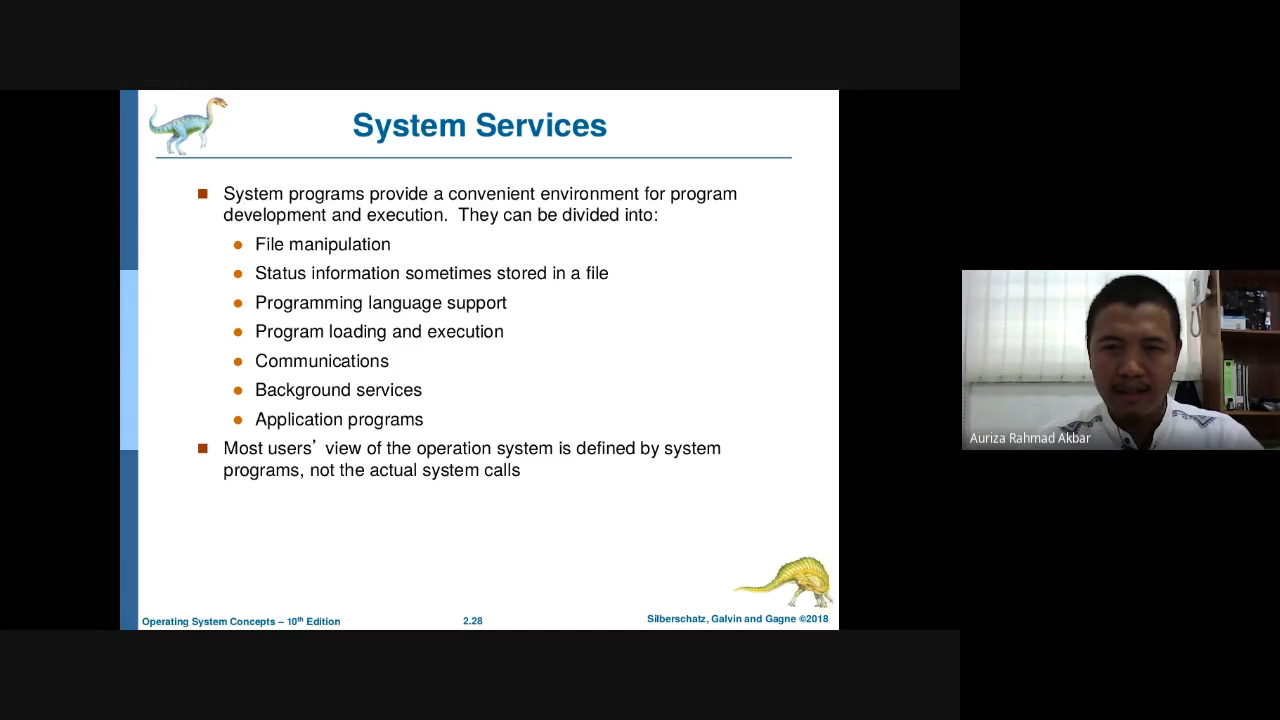 System Services
System programs provide a convenient environment for program
development and execution.  They can be divided into:
File manipulation
Status information sometimes stored in a file
Programming language support
Program loading and execution
Communications
Background services
Application programs
Most users’ view of the operation system is defined by system
programs, not the actual system calls
Operating System Concepts – 10th Edition
2.28
Silberschatz, Galvin and Gagne ©2018
Auriza Rahmad Akbar